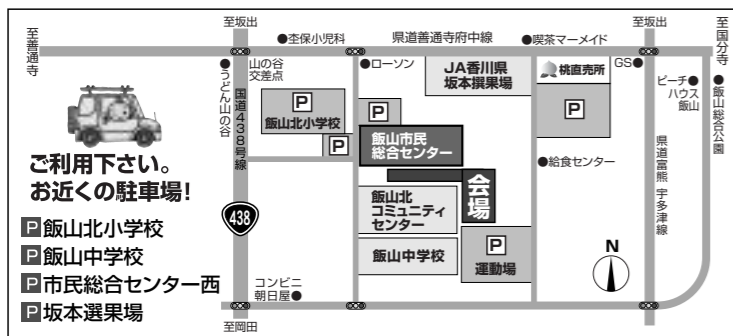 至善通寺
至坂出
●杢保小児科
県道善通寺府中線
●喫茶マーメイド
至坂出
至国分寺
●うどん山の谷
山の谷
交差点
国道438号線
P
飯山北小学校
P
●ローソン
P
JA香川県
坂本撰果場
桃直売所
GS●
P
ピーチ●
ハウス
飯山
●飯山総合公園
飯山市民
総合センター
●給食センター
県道富熊 宇多津線
会場
飯山北
コミュニティ
センター
飯山中学校
P
運動場
N
438
コンビニ
朝日屋●
至岡田
ご利用下さい。
お近くの駐車場!
P飯山北小学校
P飯山中学校
P市民総合センター西
P坂本選果場